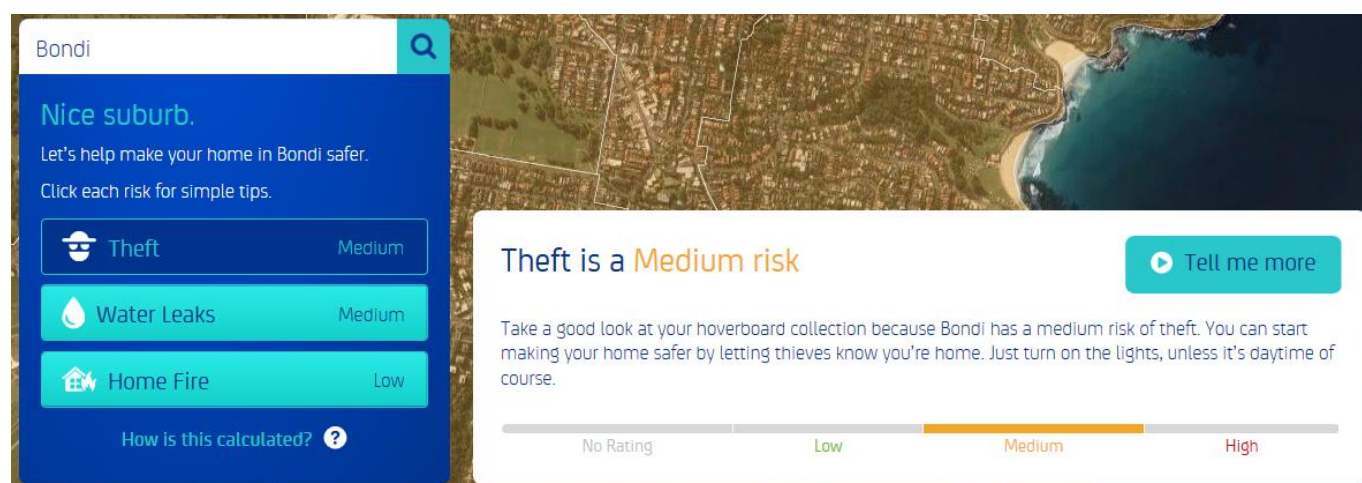 Bondi
Nice suburb.
Let's help make your home in Bondi safer.
Click each risk for simple tips.
Theft Medium
Water Leaks Medium
Home Fire Low
How is this calculated? ?
Theft is a Medium risk
Tell me more
Take a good look at your hoverboard collection because Bondi has a medium risk of theft. You can start
making your home safer by letting thieves know you're home. Just turn on the lights, unless it's daytime of
course.
No Rating Low Medium High